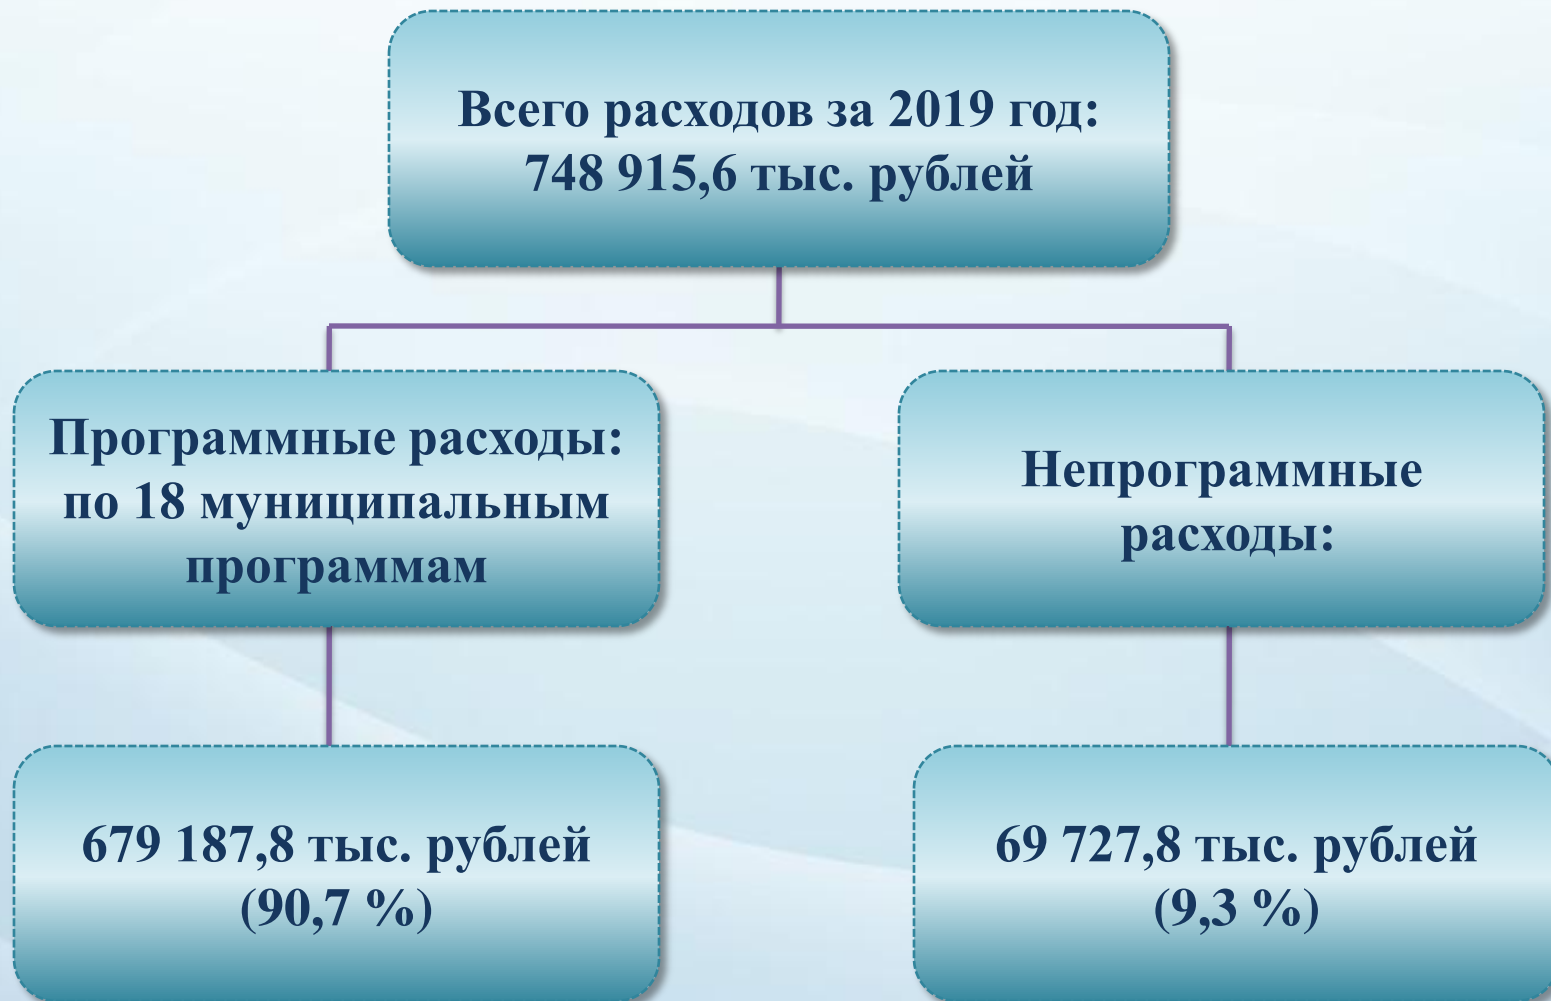 Всего расходов за 2019 год:
748 915,6 тыс. рублей
Программные расходы:
по 18 муниципальным
программам
Непрограммные
расходы:
679 187,8 тыс. рублей
(90,7 %)
69 727,8 тыс. рублей
(9,3 %)